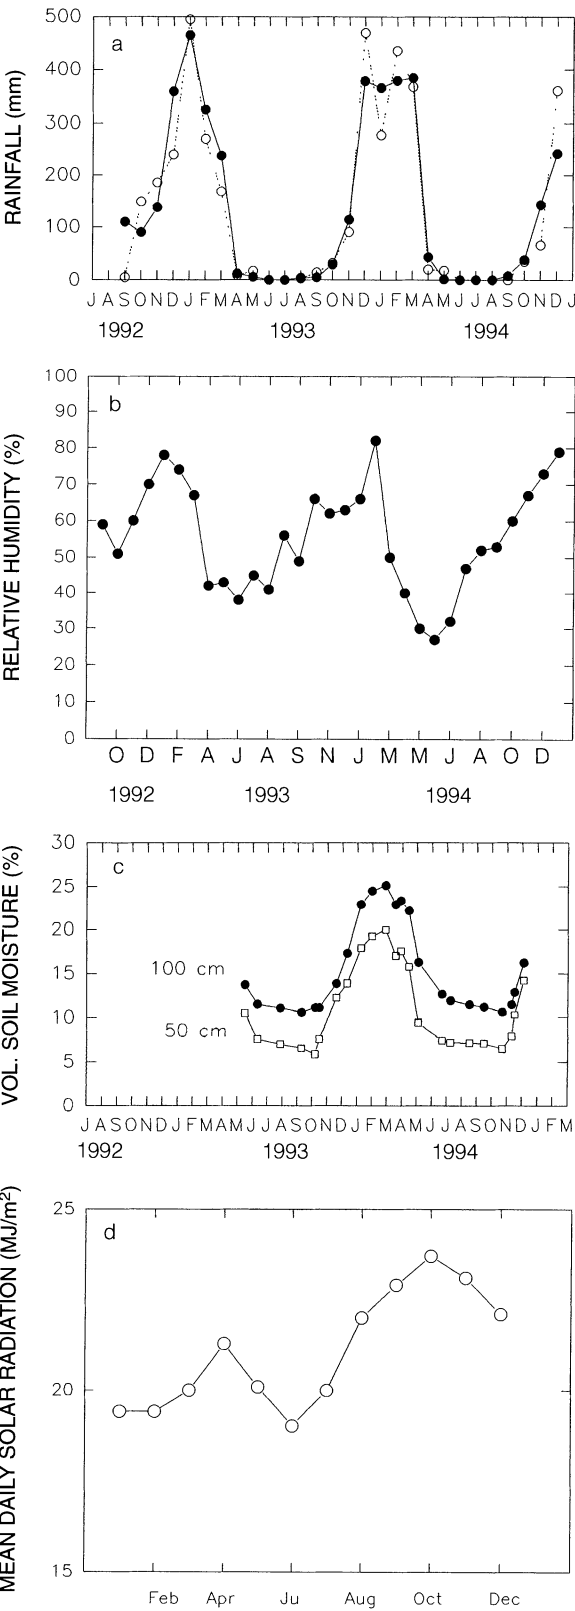 a
RAINFALL (mm)
500
400
300
200
100
0
J A S O N D J F M A M J J A S O N D J F M A M J J A S O N D J
1992 1993 1994
b
RELATIVE HUMIDITY (%)
100
90
80
70
60
50
40
30
20
10
0
O D F A J A S N J M M J A O D
1992 1993 1994
c
VOL. SOIL MOISTURE (%)
30
25
20
15
10
5
0
100 cm
50 cm
J A S O N D J F M A M J J A S O N D J F M A M J J A S O N D J F M
1992 1993 1994
d
MEAN DAILY SOLAR RADIATION (MJ/m²)
25
20
15
Feb Apr Ju Aug Oct Dec